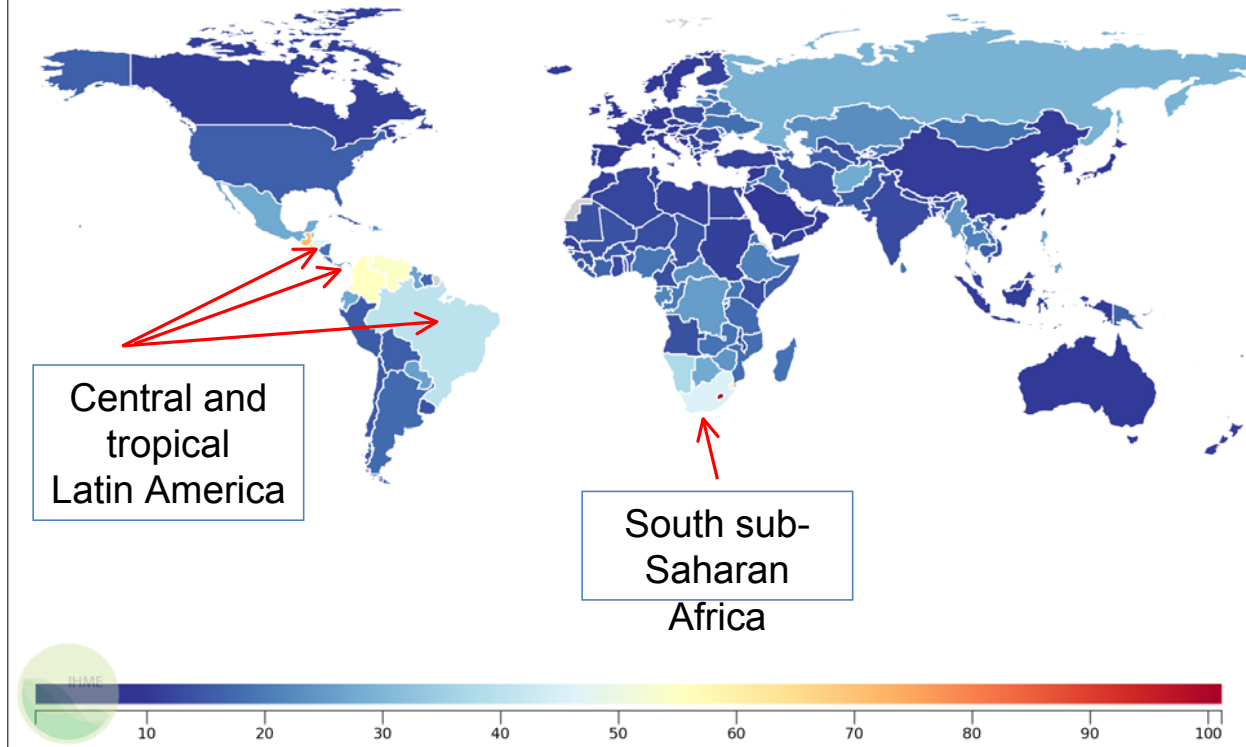 Central and
tropical
Latin America
South sub-
Saharan
Africa
IHME
10 20 30 40 50 60 70 80 90 100